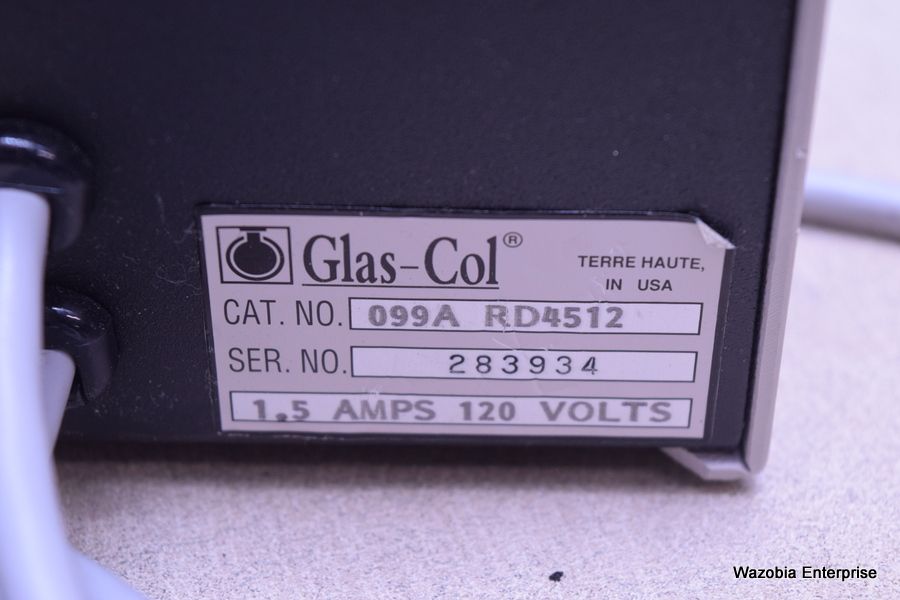 Glas-Col®
TERRE HAUTE,
IN USA
CAT. NO. 099A RD4512
SER. NO. 283934
1.5 AMPS 120 VOLTS
Wazobia Enterprise